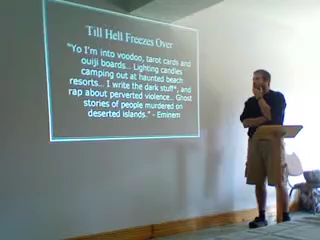 Till Hell Freezes Over
"Yo I'm into voodoo, tarot cards and
ouiji boards... Lighting candles
camping out at haunted beach
resorts... I write the dark stuff*, and
rap about perverted violence... Ghost
stories of people murdered on
deserted islands." - Eminem